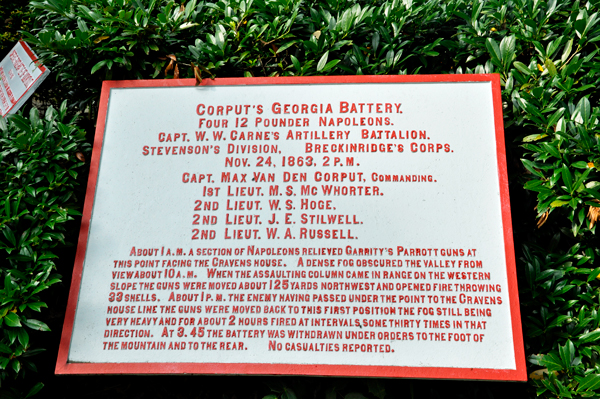 CORPUT'S GEORGIA BATTERY.
FOUR 12 POUNDER NAPOLEONS.
CAPT. W. W. CARNE'S ARTILLERY BATTALION.
STEVENSON'S DIVISION, BRECKINRIDGE'S CORPS.
NOV. 24, 1863. 2 P.M.
CAPT. MAX VAN DEN CORPUT, COMMANDING.
1ST LIEUT. M. S. MCWHORTER.
2ND LIEUT. W. S. HOGE.
2ND LIEUT. J. E. STILWELL.
2ND LIEUT. W. A. RUSSELL.
ABOUT 1 A.M. A SECTION OF NAPOLEONS RELIEVED GARRITY'S PARROTT GUNS AT
THIS POINT FACING THE CRAVENS HOUSE. A DENSE FOG OBSCURED THE VALLEY FROM
VIEW ABOUT 10 A.M. WHEN THE ASSAULTING COLUMN CAME IN RANGE ON THE WESTERN
SLOPE THE GUNS WERE MOVED ABOUT 125 YARDS NORTHWEST AND OPENED FIRE THROWING
33 SHELLS. ABOUT 1 P.M. THE ENEMY HAVING PASSED UNDER THE POINT TO THE CRAVENS
HOUSE LIKE THE GUNS WERE MOVED BACK TO THIS FIRST POSITION THE FOG STILL BEING
VERY HEAVY AND FOR ABOUT 2 HOURS FIRED AT INTERVALS, SOME THIRTY TIMES IN THAT
DIRECTION. AT 3.45 THE BATTERY WAS WITHDRAWN UNDER ORDERS TO THE FOOT OF
THE MOUNTAIN AND TO THE REAR. NO CASUALTIES REPORTED.